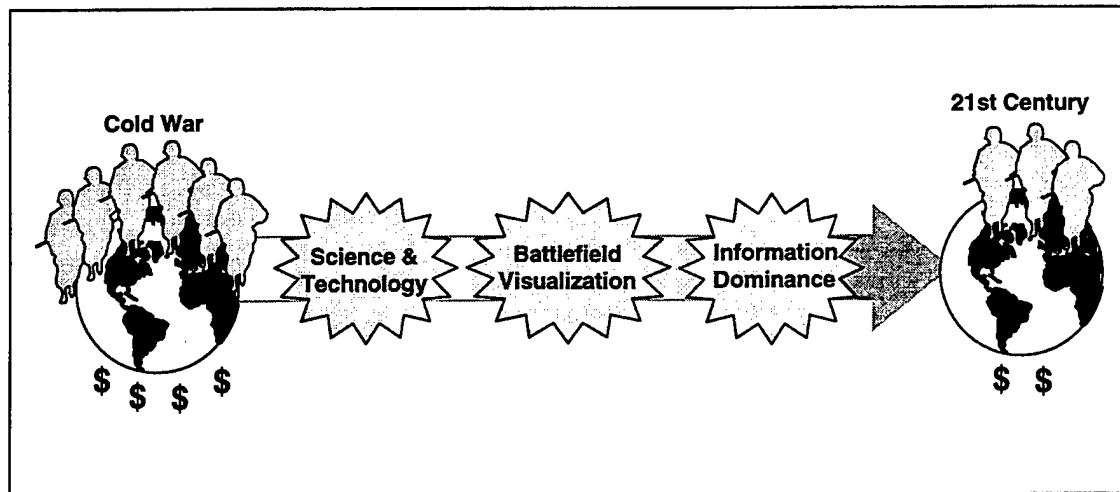 Cold War
21st Century
Science &
Technology
Battlefield
Visualization
Information
Dominance
$ $ $ $
$ $